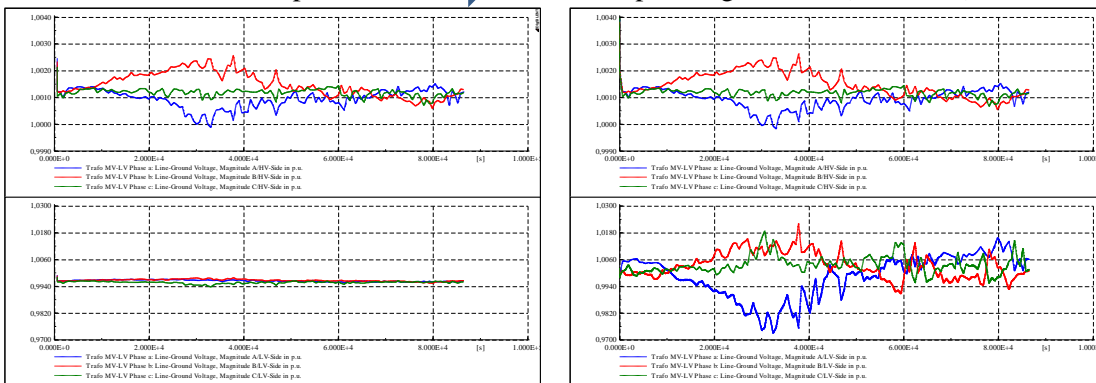 1,0040
1,0030
1,0020
1,0010
1,0000
0,9990
0.000E+0 2.000E+4 4.000E+4 6.000E+4 8.000E+4 [s]
Trafo MV-LV Phase a: Line-Ground Voltage, Magnitude A/HV-Side in p.u.
Trafo MV-LV Phase b: Line-Ground Voltage, Magnitude B/HV-Side in p.u.
Trafo MV-LV Phase c: Line-Ground Voltage, Magnitude C/HV-Side in p.u.
1,0300
1,0180
1,0060
0,9940
0,9820
0,9700
0.000E+0 2.000E+4 4.000E+4 6.000E+4 8.000E+4 [s]
Trafo MV-LV Phase a: Line-Ground Voltage, Magnitude A/LV-Side in p.u.
Trafo MV-LV Phase b: Line-Ground Voltage, Magnitude B/LV-Side in p.u.
Trafo MV-LV Phase c: Line-Ground Voltage, Magnitude C/LV-Side in p.u.
1,0040
1,0030
1,0020
1,0010
1,0000
0,9990
0.000E+0 2.000E+4 4.000E+4 6.000E+4 8.000E+4 [s]
Trafo MV-LV Phase a: Line-Ground Voltage, Magnitude A/HV-Side in p.u.
Trafo MV-LV Phase b: Line-Ground Voltage, Magnitude B/HV-Side in p.u.
Trafo MV-LV Phase c: Line-Ground Voltage, Magnitude C/HV-Side in p.u.
1,0300
1,0180
1,0060
0,9940
0,9820
0,9700
0.000E+0 2.000E+4 4.000E+4 6.000E+4 8.000E+4 [s]
Trafo MV-LV Phase a: Line-Ground Voltage, Magnitude A/LV-Side in p.u.
Trafo MV-LV Phase b: Line-Ground Voltage, Magnitude B/LV-Side in p.u.
Trafo MV-LV Phase c: Line-Ground Voltage, Magnitude C/LV-Side in p.u.